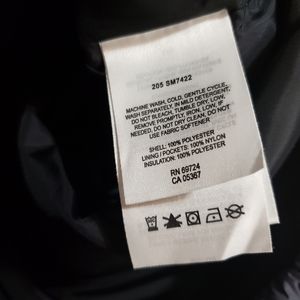 205 SM7422
MACHINE WASH, COLD, GENTLE CYCLE,
WASH SEPARATELY, IN MILD DETERGENT,
DO NOT BLEACH, TUMBLE DRY, LOW,
REMOVE PROMPTLY, IRON, LOW, IF
NEEDED, DO NOT DRY CLEAN, DO NOT
USE FABRIC SOFTENER
SHELL: 100% POLYESTER
LINING / POCKETS: 100% NYLON
INSULATION: 100% POLYESTER
RN 69724
CA 05367